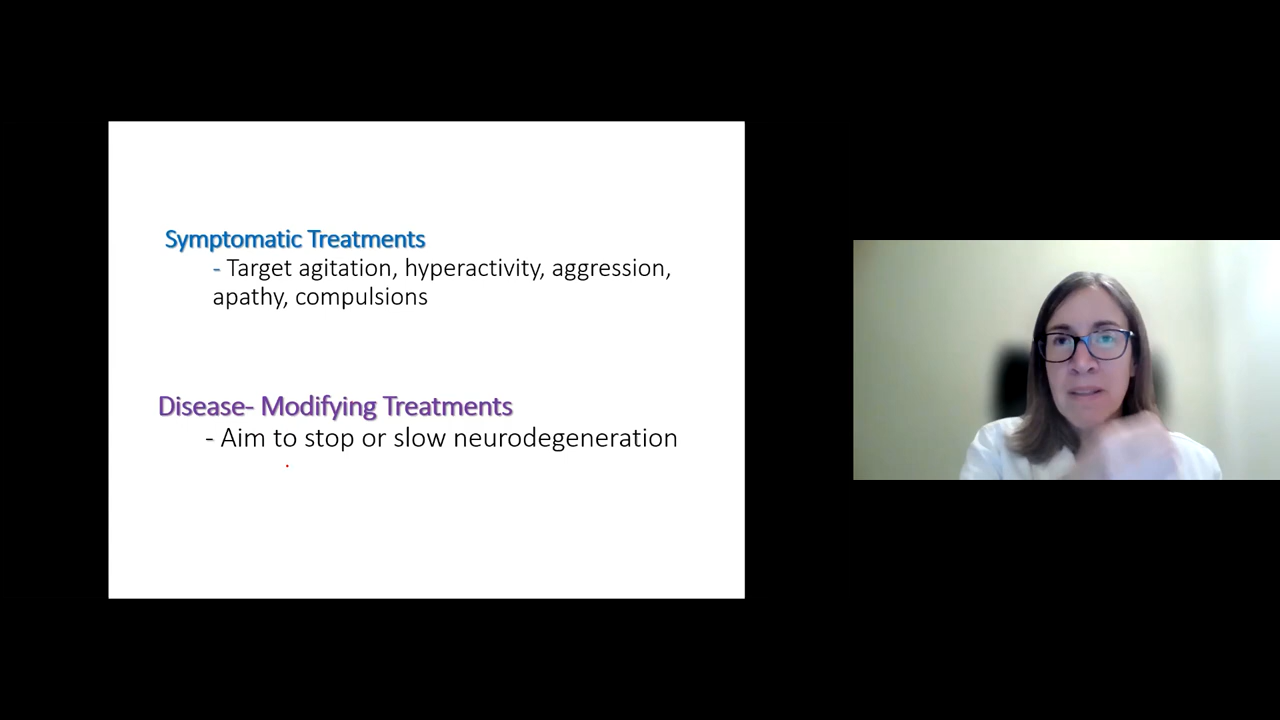 Symptomatic Treatments
- Target agitation, hyperactivity, aggression,
apathy, compulsions
Disease- Modifying Treatments
- Aim to stop or slow neurodegeneration